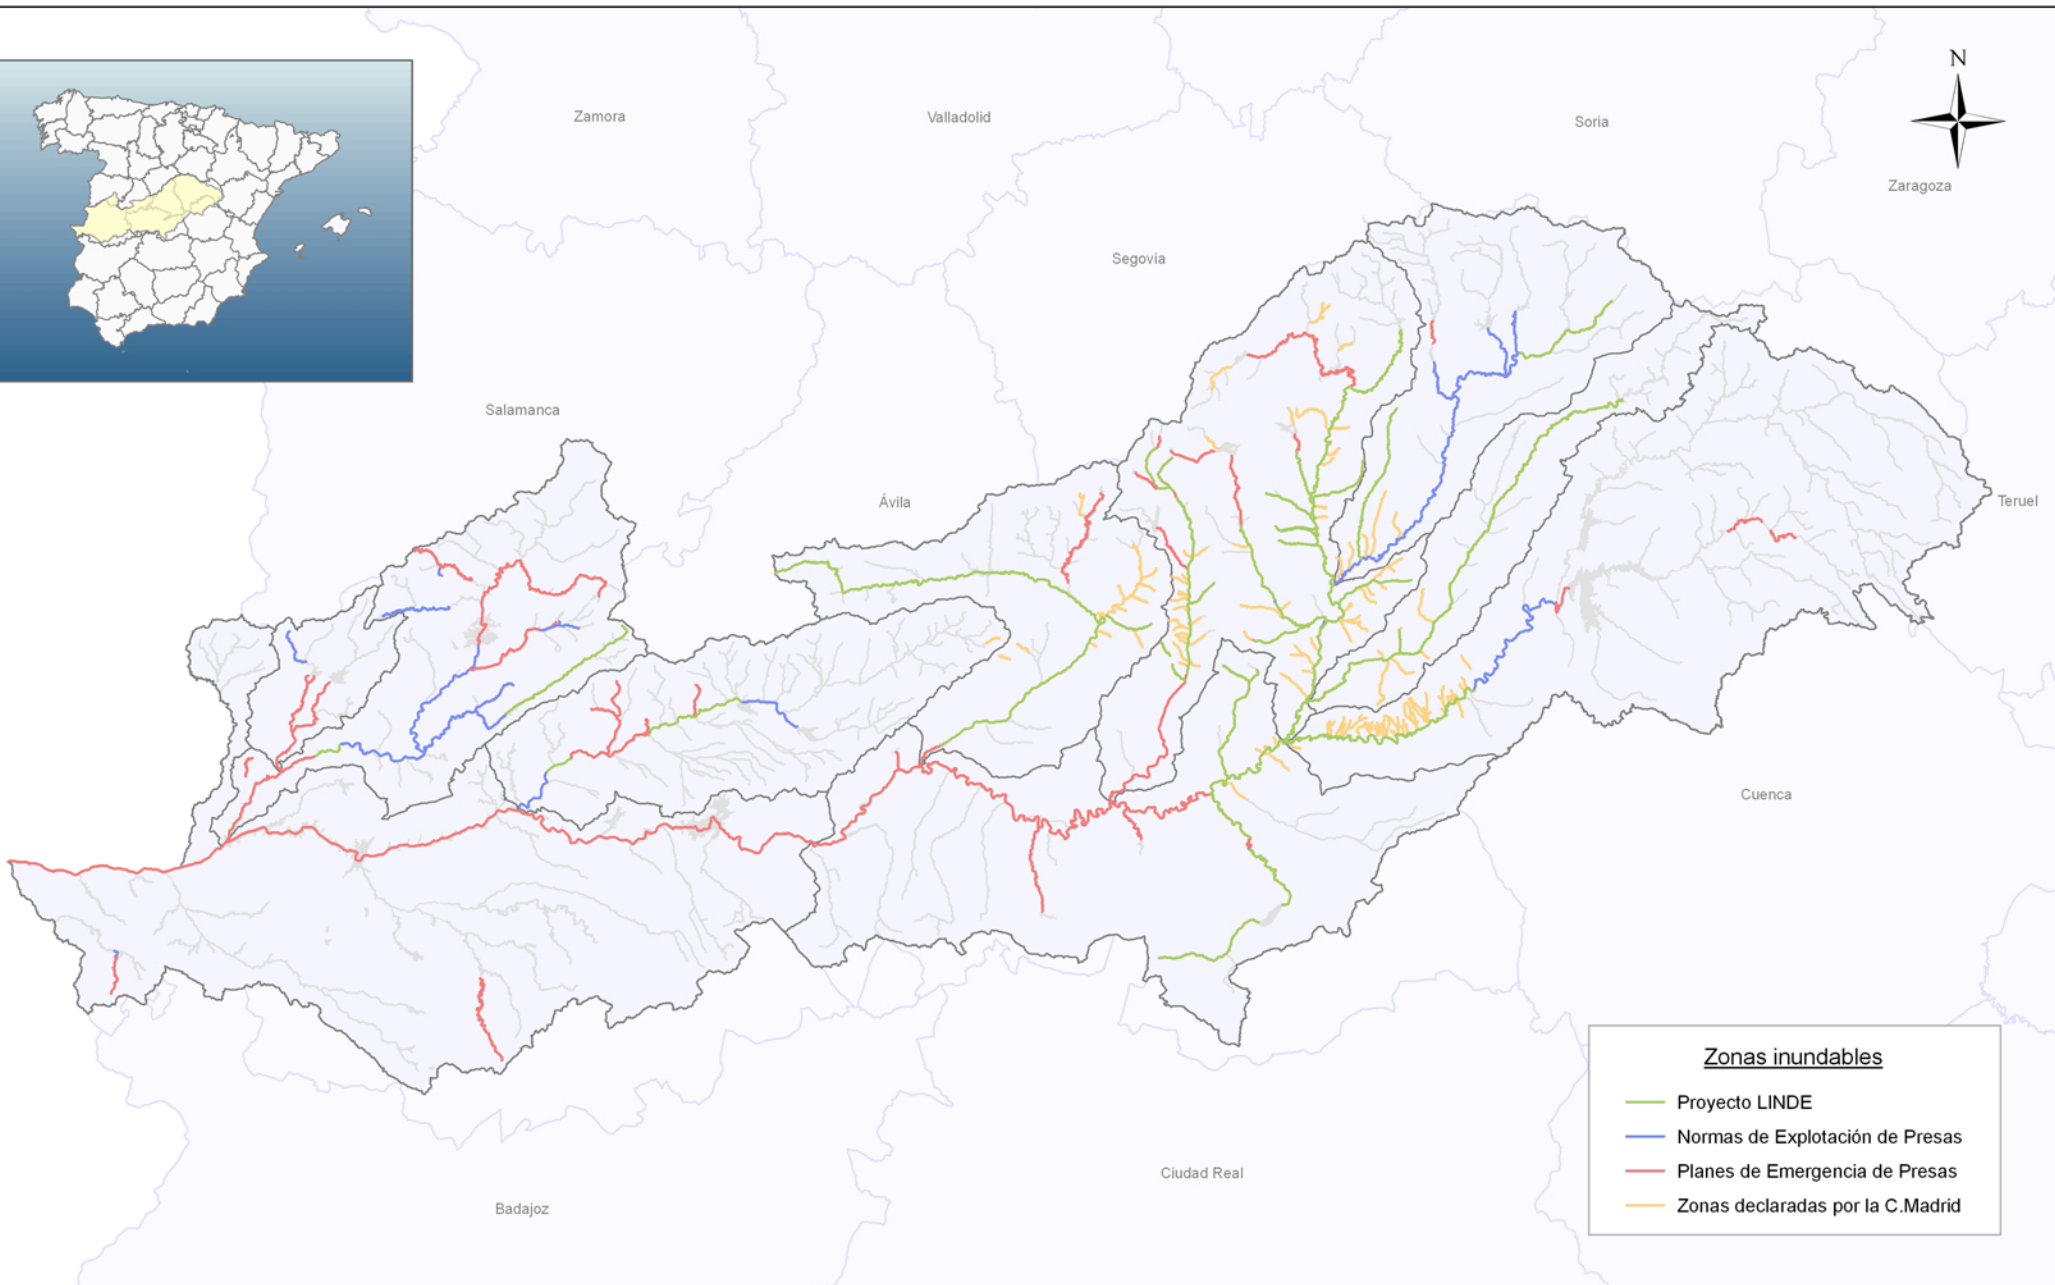 N
Zamora
Valladolid
Soria
Zaragoza
Segovia
Salamanca
Ávila
Teruel
Cuenca
Ciudad Real
Badajoz
Zonas inundables
Proyecto LINDE
Normas de Explotación de Presas
Planes de Emergencia de Presas
Zonas declaradas por la C.Madrid